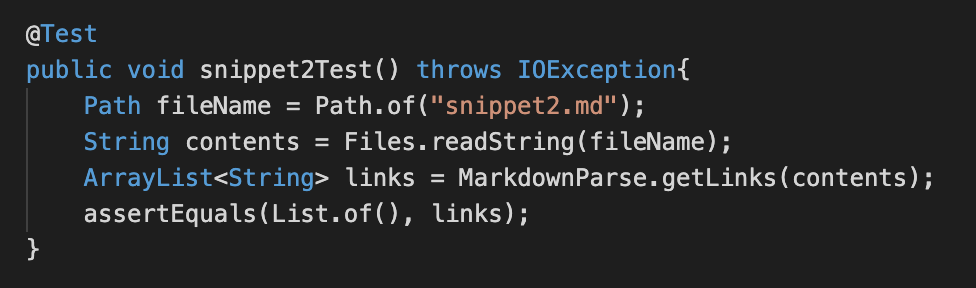 @Test
public void snippet2Test() throws IOException{
    Path fileName = Path.of("snippet2.md");
    String contents = Files.readString(fileName);
    ArrayList<String> links = MarkdownParse.getLinks(contents);
    assertEquals(List.of(), links);
}